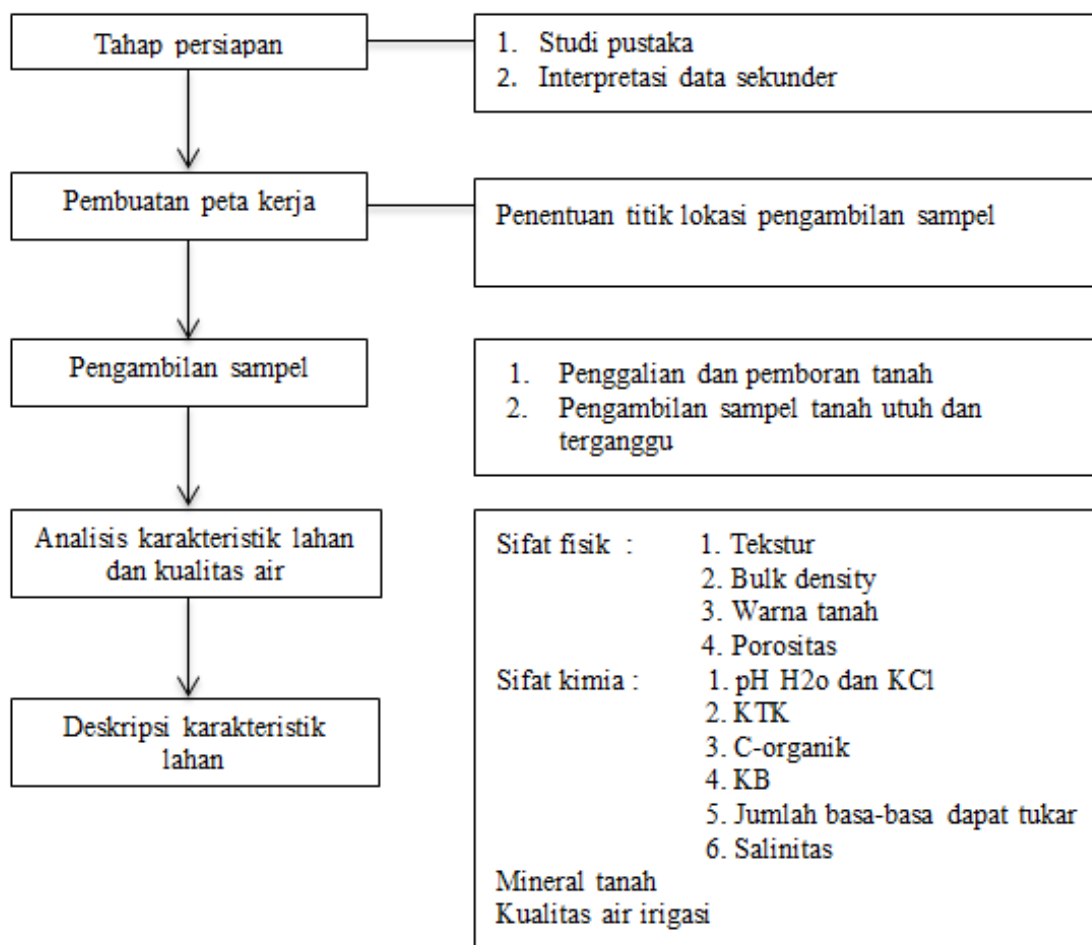 Tahap persiapan
1. Studi pustaka
2. Interpretasi data sekunder
Pembuatan peta kerja
Penentuan titik lokasi pengambilan sampel
Pengambilan sampel
1. Penggalian dan pemboran tanah
2. Pengambilan sampel tanah utuh dan
terganggu
Analisis karakteristik lahan
dan kualitas air
Sifat fisik : 1. Tekstur
2. Bulk density
3. Warna tanah
4. Porositas
Sifat kimia : 1. pH H2o dan KCl
2. KTK
3. C-organik
4. KB
5. Jumlah basa-basa dapat tukar
6. Salinitas
Mineral tanah
Kualitas air irigasi
Deskripsi karakteristik
lahan